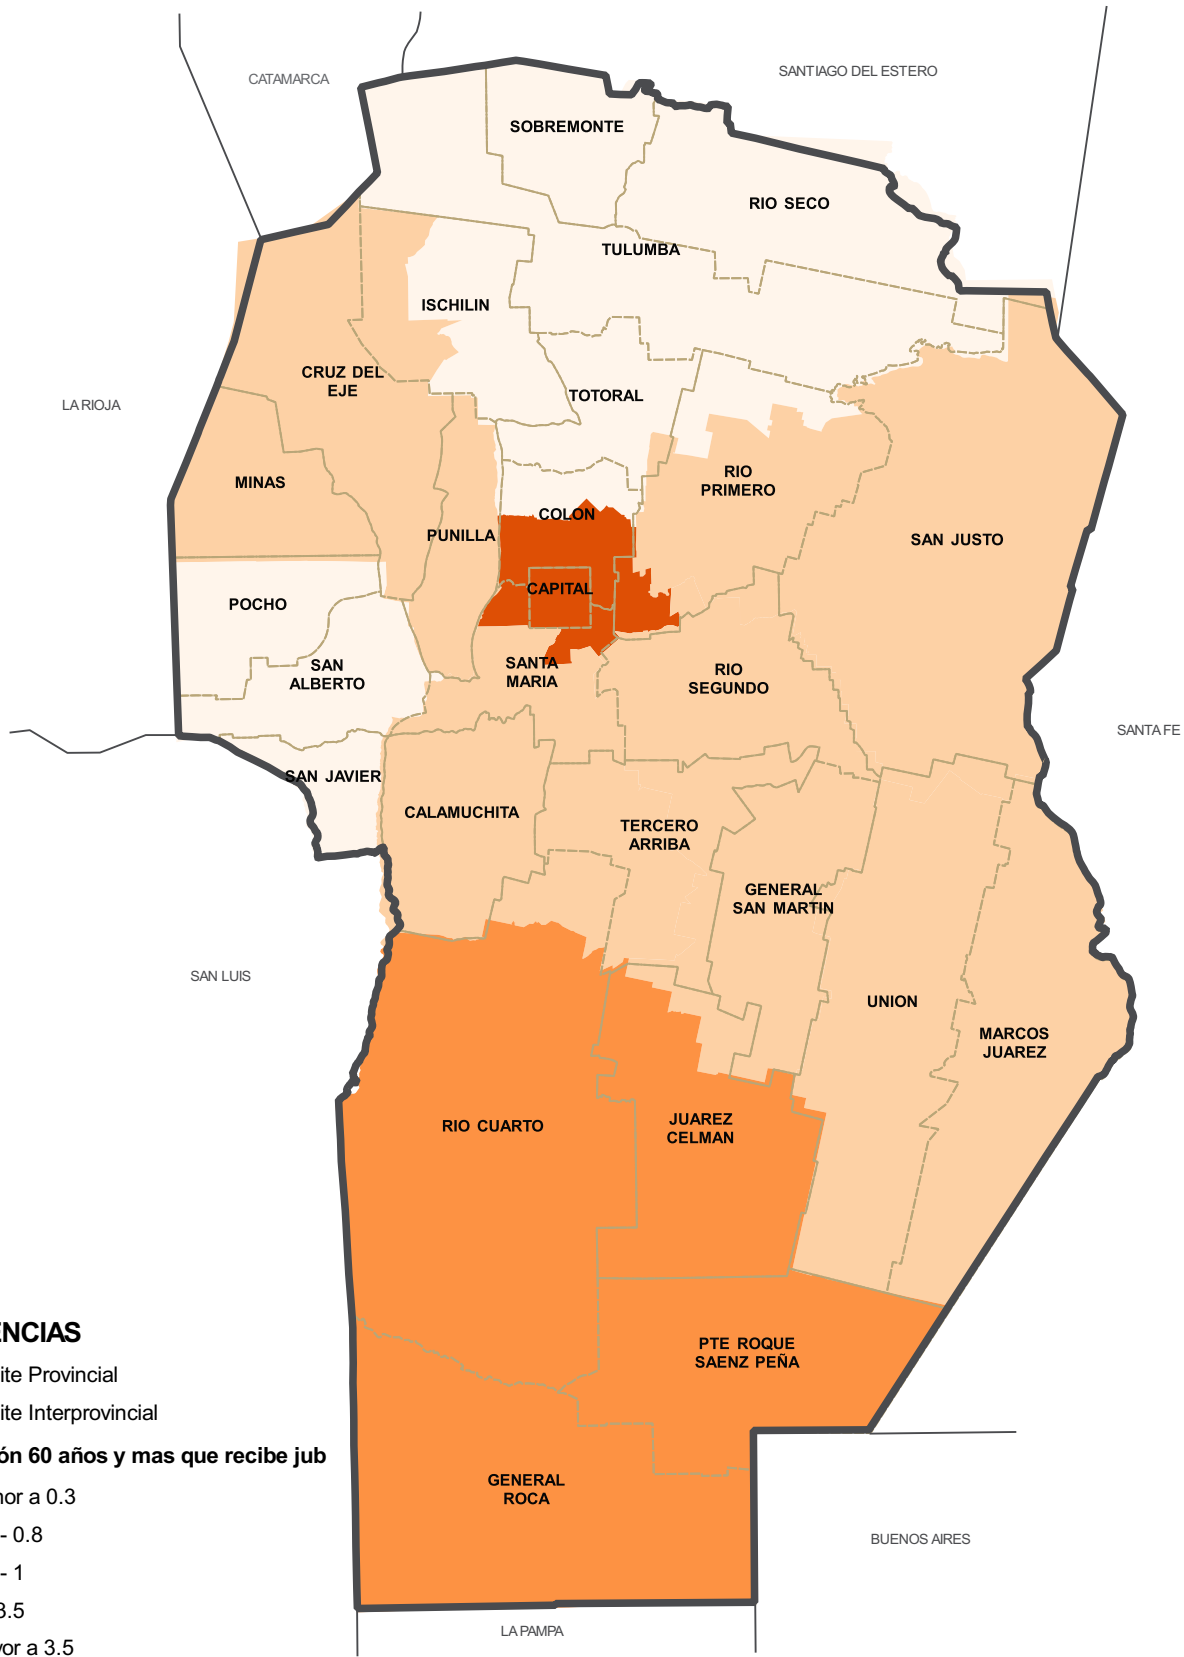 CATAMARCA
SANTIAGO DEL ESTERO
SOBREMONTE
RIO SECO
TULUMBA
ISCHILIN
CRUZ DEL
EJE
TOTORAL
LA RIOJA
MINAS
RIO
PRIMERO
COLON
PUNILLA
SAN JUSTO
CAPITAL
POCHO
SAN
ALBERTO
SANTA
MARIA
RIO
SEGUNDO
SANTA FE
SAN JAVIER
CALAMUCHITA
TERCERO
ARRIBA
GENERAL
SAN MARTIN
SAN LUIS
UNION
MARCOS
JUAREZ
RIO CUARTO
JUAREZ
CELMAN
PTE ROQUE
SAENZ PEÑA
GENERAL
ROCA
BUENOS AIRES
LA PAMPA
ENCIAS
ite Provincial
ite Interprovincial
ón 60 años y mas que recibe jub
nor a 0.3
- 0.8
- 1
3.5
yor a 3.5